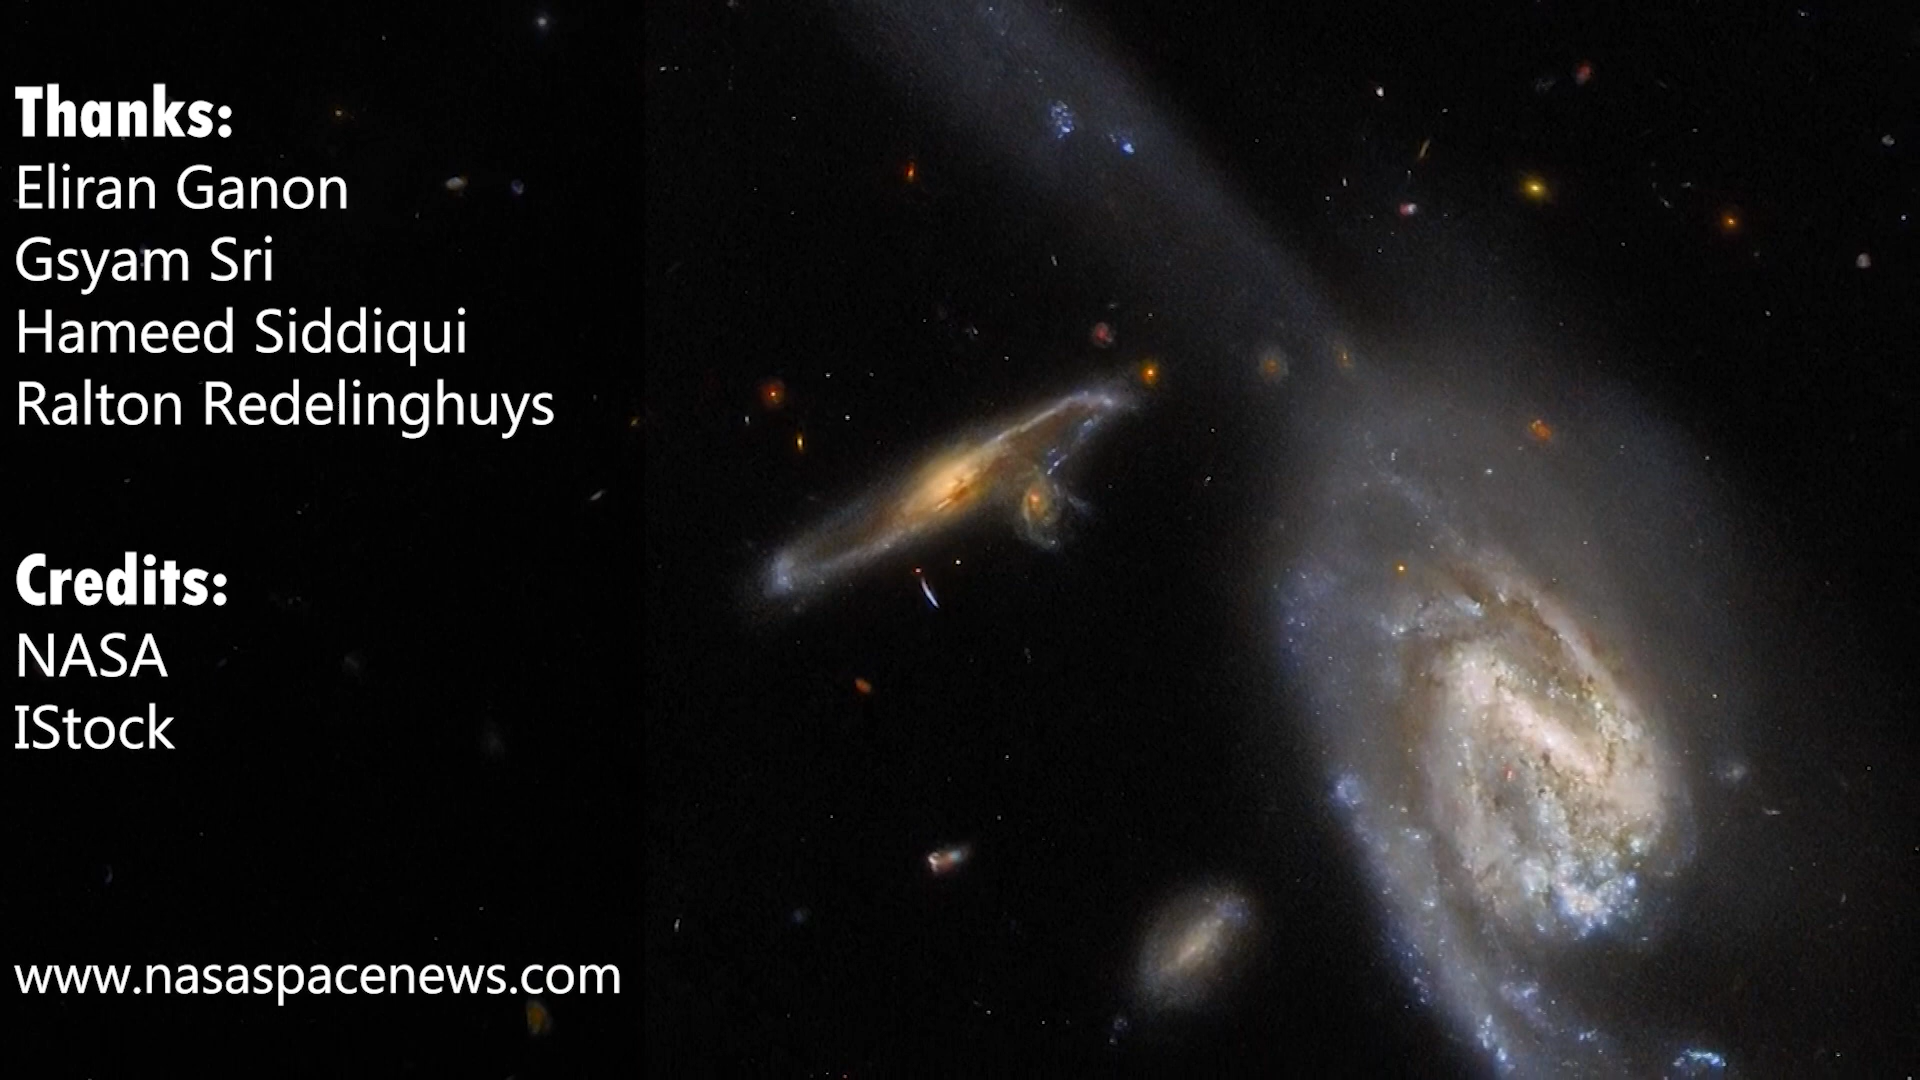 Thanks:
Eliran Ganon
Gsyam Sri
Hameed Siddiqui
Ralton Redelinghuys
Credits:
NASA
IStock
www.nasaspacenews.com